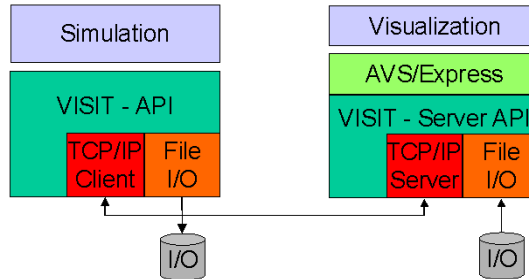 Simulation
VISIT - API
TCP/IP
Client
File
I/O
I/O
Visualization
AVS/Express
VISIT - Server API
TCP/IP
Server
File
I/O
I/O